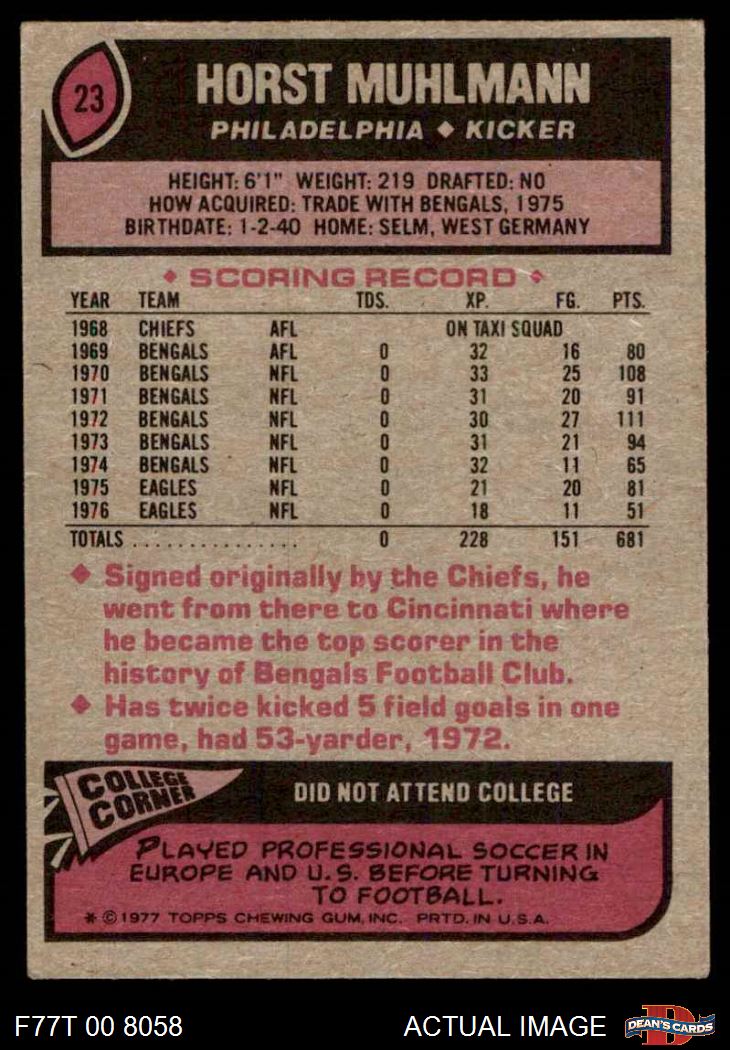 23
HORST MUHLMANN
PHILADELPHIA ◆ KICKER
HEIGHT: 6'1" WEIGHT: 219 DRAFTED: NO
HOW ACQUIRED: TRADE WITH BENGALS, 1975
BIRTHDATE: 1-2-40 HOME: SELM, WEST GERMANY
◆ SCORING RECORD ◆
YEAR TEAM TDS. XP. FG. PTS.
1968 CHIEFS AFL ON TAXI SQUAD
1969 BENGALS AFL 0 32 16 80
1970 BENGALS NFL 0 33 25 108
1971 BENGALS NFL 0 31 20 91
1972 BENGALS NFL 0 30 27 111
1973 BENGALS NFL 0 31 21 94
1974 BENGALS NFL 0 32 11 65
1975 EAGLES NFL 0 21 20 81
1976 EAGLES NFL 0 18 11 51
TOTALS ................ 0 228 151 681
◆ Signed originally by the Chiefs, he
went from there to Cincinnati where
he became the top scorer in the
history of Bengals Football Club.
◆ Has twice kicked 5 field goals in one
game, had 53-yarder, 1972.
COLLEGE
CORNER
DID NOT ATTEND COLLEGE
PLAYED PROFESSIONAL SOCCER IN
EUROPE AND U.S. BEFORE TURNING
TO FOOTBALL.
* © 1977 TOPPS CHEWING GUM, INC. PRTD. IN U.S.A.
F77T 00 8058 ACTUAL IMAGE
D
DEAN'S CARDS